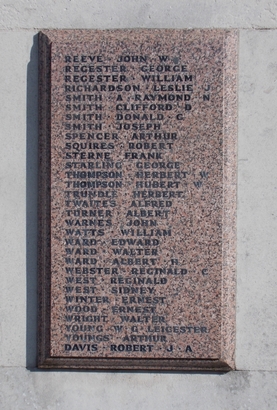 REEVE · JOHN W
REGESTER · GEORGE
REGESTER · WILLIAM
RICHARDSON · LESLIE J
SMITH · A · RAYMOND · N
SMITH · CLIFFORD · D
SMITH · DONALD · G
SMITH · JOSEPH
SPENCER · ARTHUR
SQUIRES · ROBERT
STERNE · FRANK
STARLING · GEORGE
THOMPSON · HERBERT · W
THOMPSON · HUBERT · W
TRUNDLE · HERBERT
TWAITES · ALFRED
TURNER · ALBERT
WARNES · JOHN
WATTS · WILLIAM
WARD · EDWARD
WARD · WALTER
WARD · ALBERT · H
WEBSTER · REGINALD · C
WEST · REGINALD
WEST · SIDNEY
WINTER · ERNEST
WOOD · ERNEST
WRIGHT · WALTER
YOUNG · W · G · LEICESTER
YOUNGS · ARTHUR
DAVIS · ROBERT · J · A